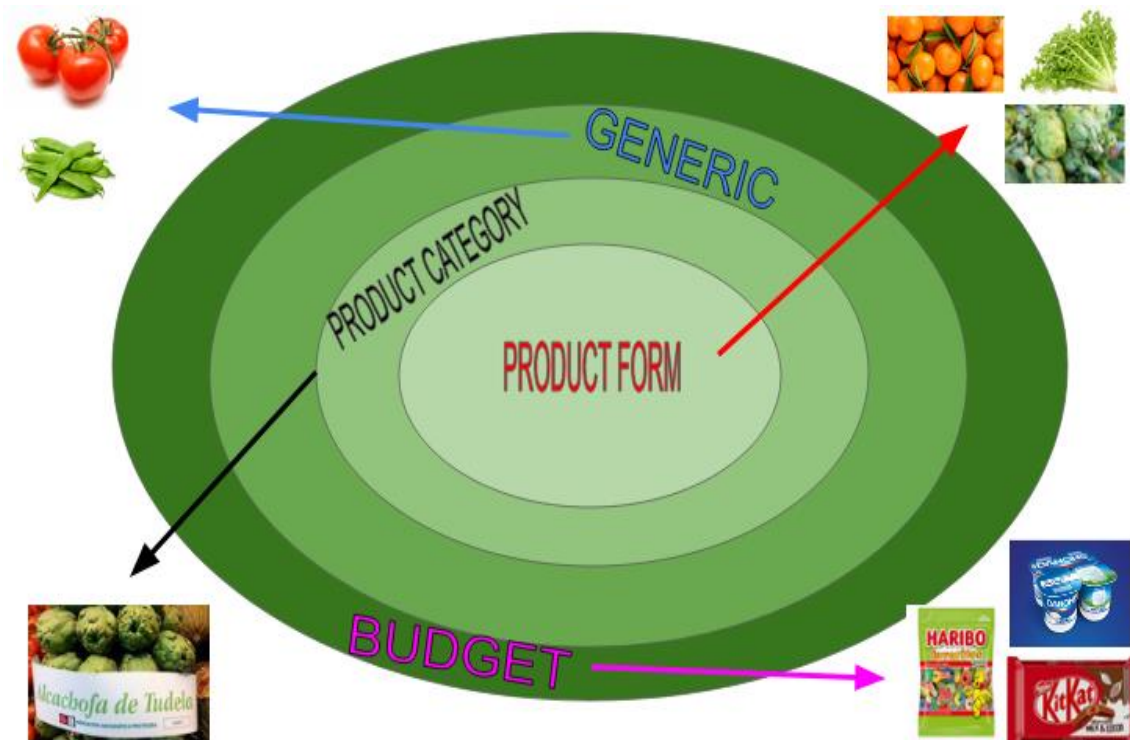 GENERIC
PRODUCT CATEGORY
PRODUCT FORM
BUDGET
Alcachofa de Tudela
DANONE
HARIBO
KitKat